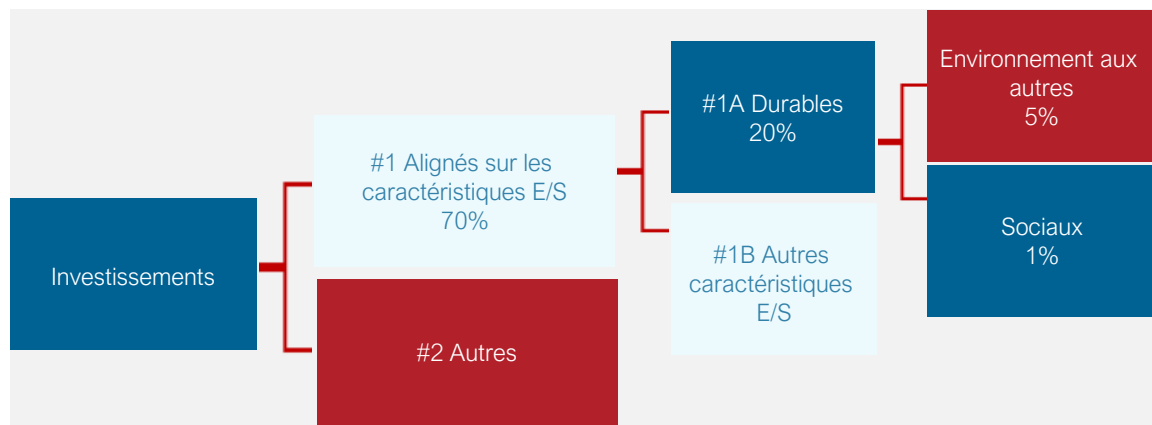 Investissements
#1 Alignés sur les
caractéristiques E/S
70%
#2 Autres
#1A Durables
20%
#1B Autres
caractéristiques
E/S
Environnement aux
autres
5%
Sociaux
1%